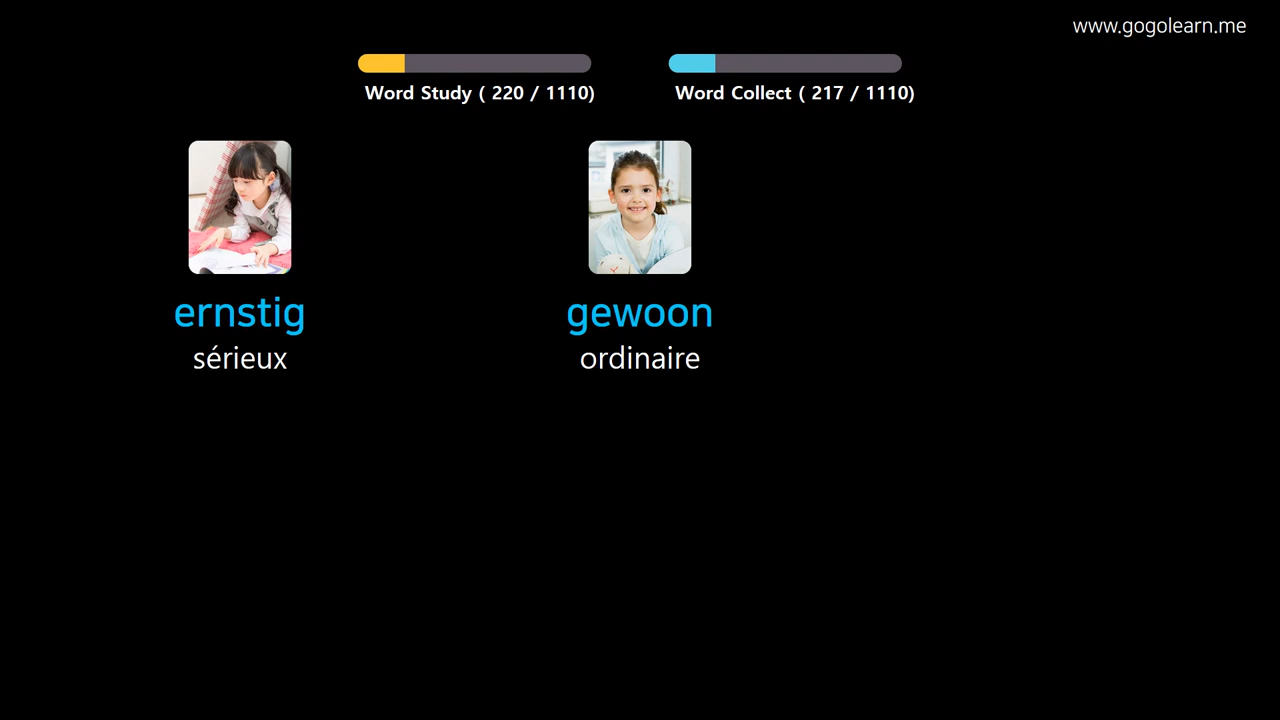 www.gogolearn.me
Word Study ( 220 / 1110)
Word Collect ( 217 / 1110)
ernstig
sérieux
gewoon
ordinaire